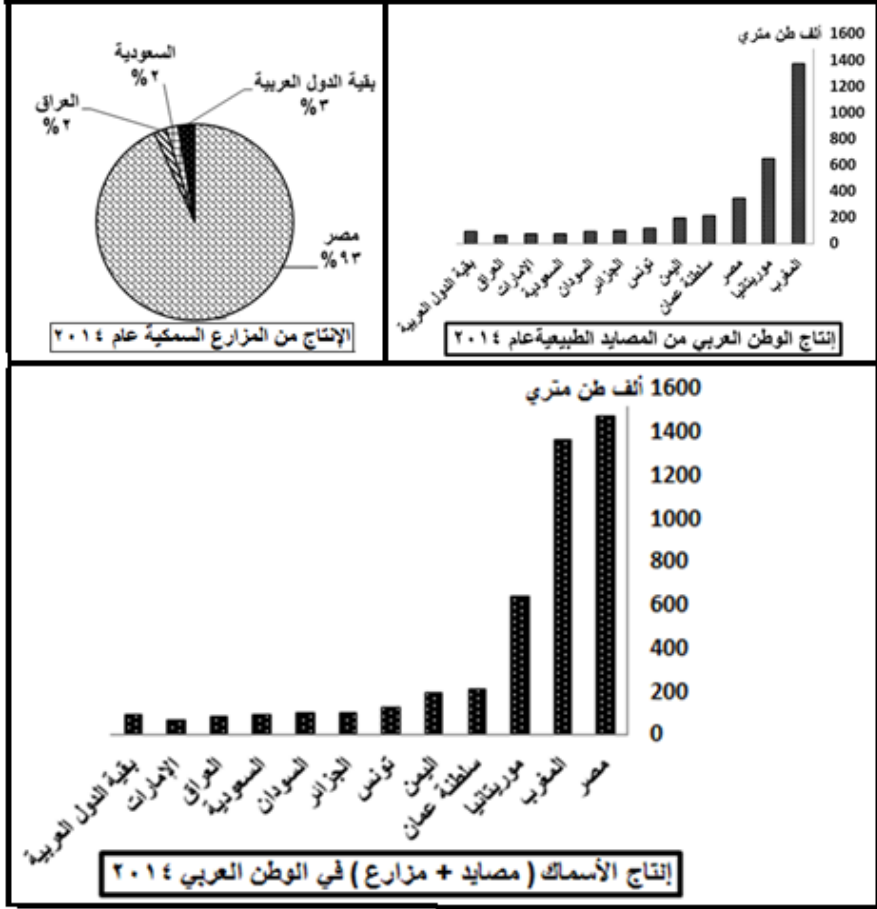 ألف طن متري
1600
1400
1200
1000
800
600
400
200
0
المغرب
موريتانيا
مصر
سلطنة عمان
اليمن
تونس
الجزائر
السودان
السعودية
الإمارات
العراق
بقية الدول العربية
إنتاج الوطن العربي من المصايد الطبيعية عام ٢٠١٤
السعودية
٢%
بقية الدول العربية
٣%
العراق
٢%
مصر
٩٣%
الإنتاج من المزارع السمكية عام ٢٠١٤
ألف طن متري
1600
1400
1200
1000
800
600
400
200
0
مصر
المغرب
موريتانيا
سلطنة عمان
اليمن
تونس
الجزائر
السودان
السعودية
العراق
الإمارات
بقية الدول العربية
إنتاج الأسماك ( مصايد + مزارع ) في الوطن العربي ٢٠١٤